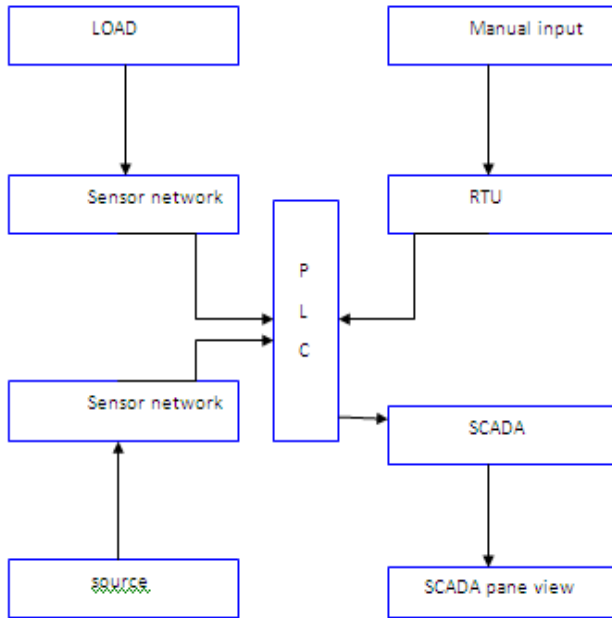 LOAD
Manual input
Sensor network
RTU
P
L
C
Sensor network
SCADA
source
SCADA pane view